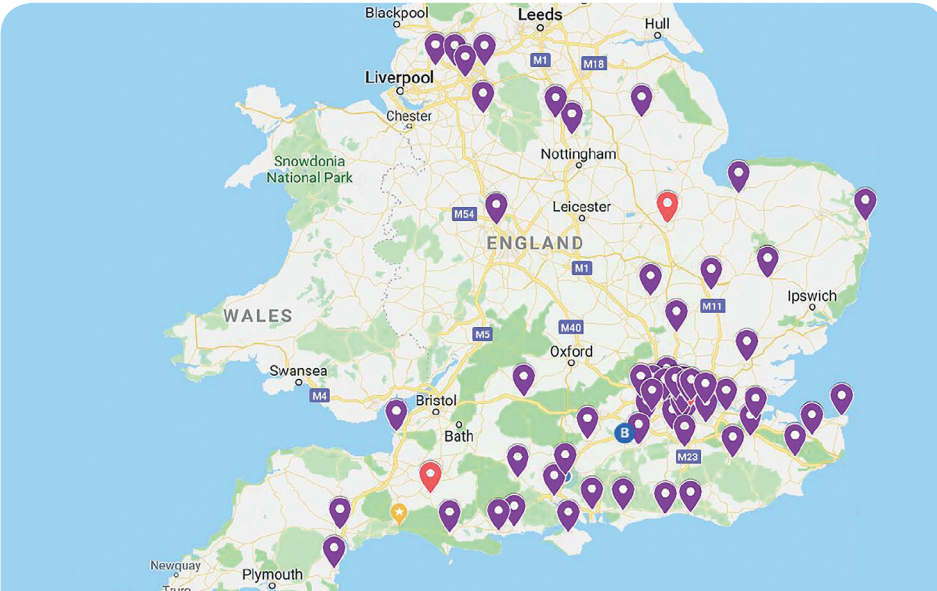 Blackpool
Leeds
Hull
M1
M18
Liverpool
Chester
Nottingham
Snowdonia
National Park
M54
Leicester
ENGLAND
M1
M11
Ipswich
WALES
M5
M40
Oxford
Swansea
M4
Bristol
Bath
B
M23
Newquay
Plymouth
Truro